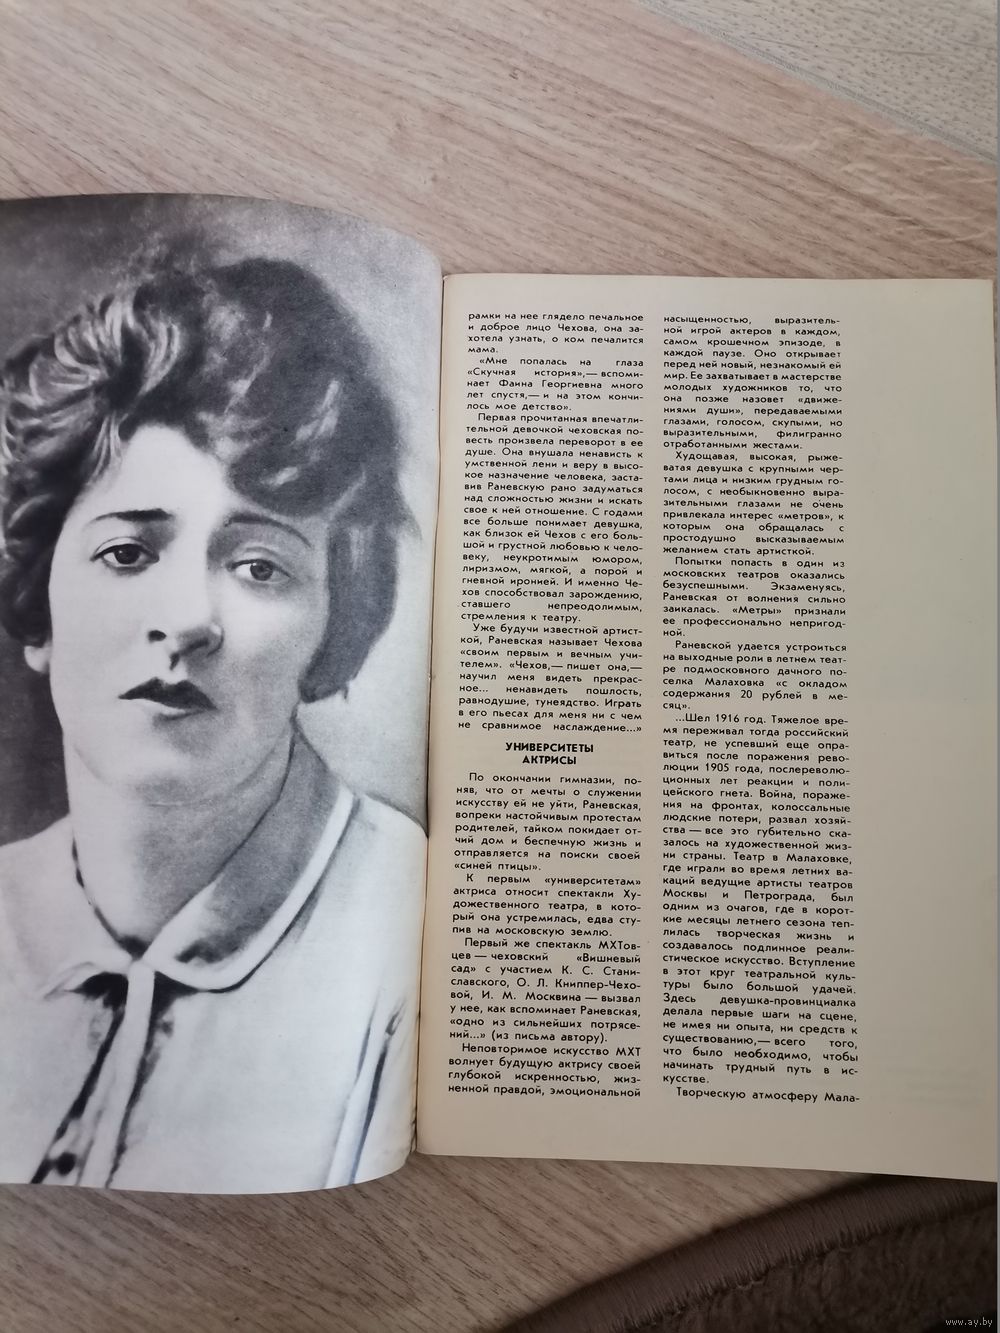 рамки на нее глядело печальное
и доброе лицо Чехова, она за-
хотела узнать, о ком печалится
мама.
«Мне попалась на глаза
«Скучная история»,— вспоми-
нает Фаина Георгиевна много
лет спустя,— и на этом кончи-
лось мое детство».
Первая прочитанная впечатли-
тельной девочкой чеховская по-
весть произвела переворот в ее
душе. Она внушала ненависть к
умственной лени и веру в высо-
кое назначение человека, заста-
вив Раневскую рано задуматься
над сложностью жизни и искать
свое к ней отношение. С годами
все больше понимает девушка,
как близок ей Чехов с его боль-
шой и грустной любовью к чело-
веку, неукротимым юмором,
лиризмом, мягкой, а порой и
гневной иронией. И именно Че-
хов способствовал зарождению,
ставшего непреодолимым,
стремления к театру.
Уже будучи известной артист-
кой, Раневская называет Чехова
«своим первым и вечным учи-
телем». «Чехов,— пишет она,—
научил меня видеть прекрас-
ное... ненавидеть пошлость,
равнодушие, тунеядство. Играть
в его пьесах для меня ни с чем
не сравнимое наслаждение...»
УНИВЕРСИТЕТЫ
АКТРИСЫ
По окончании гимназии, по-
няв, что от мечты о служении
искусству ей не уйти, Раневская,
вопреки настойчивым протестам
родителей, тайком покидает от-
чий дом и беспечную жизнь и
отправляется на поиски своей
«синей птицы».
К первым «университетам»
актриса относит спектакли Ху-
дожественного театра, в кото-
рый она устремилась, едва сту-
пив на московскую землю.
Первый же спектакль МХТов-
цев — чеховский «Вишневый
сад» с участием К. С. Стани-
славского, О. Л. Книппер-Чехо-
вой, И. М. Москвина — вызвал
у нее, как вспоминает Раневская,
«одно из сильнейших потрясе-
ний...» (из письма автору).
Неповторимое искусство МХТ
волнует будущую актрису своей
глубокой искренностью, жиз-
ненной правдой, эмоциональной
насыщенностью, выразитель-
ной игрой актеров в каждом,
самом крошечном эпизоде, в
каждой паузе. Оно открывает
перед ней новый, незнакомый ей
мир. Ее захватывает в мастерстве
молодых художников то, что
она позже назовет «движе-
ниями души», передаваемыми
глазами, голосом, скупыми, но
выразительными, филигранно
отработанными жестами.
Худощавая, высокая, рыже-
ватая девушка с крупными чер-
тами лица и низким грудным го-
лосом, с необыкновенно выра-
зительными глазами не очень
привлекала интерес «метров», к
которым она обращалась с
простодушно высказываемым
желанием стать артисткой.
Попытки попасть в один из
московских театров оказались
безуспешными. Экзаменуясь,
Раневская от волнения сильно
заикалась. «Метры» признали
ее профессионально непригод-
ной.
Раневской удается устроиться
на выходные роли в летнем теат-
ре подмосковного дачного по-
селка Малаховка «с окладом
содержания 20 рублей в ме-
сяц».
...Шел 1916 год. Тяжелое вре-
мя переживал тогда российский
театр, не успевший еще опра-
виться после поражения рево-
люции 1905 года, послереволю-
ционных лет реакции и поли-
цейского гнета. Война, пораже-
ния на фронтах, колоссальные
людские потери, развал хозяй-
ства — все это губительно ска-
залось на художественной жиз-
ни страны. Театр в Малаховке,
где играли во время летних ва-
каций ведущие артисты театров
Москвы и Петрограда, был
одним из очагов, где в корот-
кие месяцы летнего сезона теп-
лилась творческая жизнь и
создавалось подлинное реали-
стическое искусство. Вступление
в этот круг театральной куль-
туры было большой удачей.
Здесь девушка-провинциалка
делала первые шаги на сцене,
не имея ни опыта, ни средств к
существованию,— всего того,
что было необходимо, чтобы
начинать трудный путь в ис-
кусстве.
Творческую атмосферу Мала-
www.ay.by